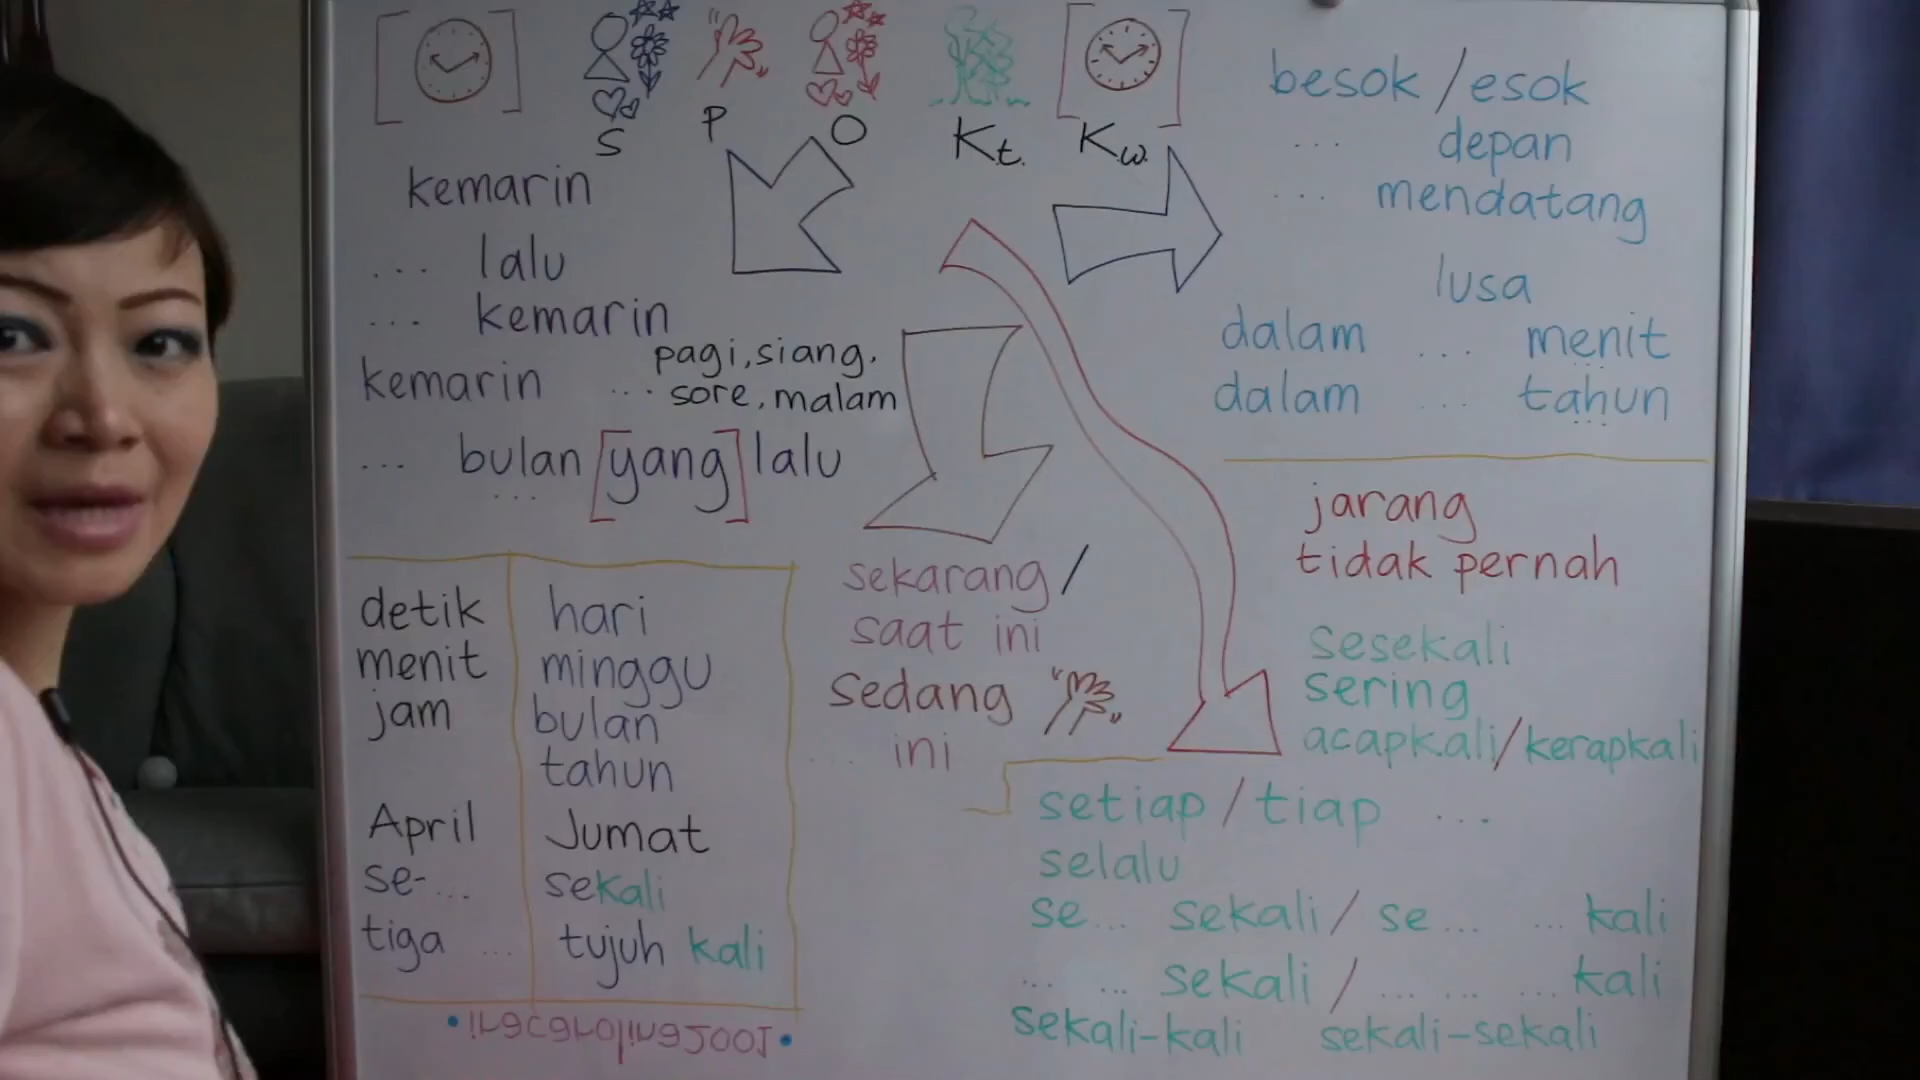 S P O Kt. Kw.
kemarin
... lalu
... kemarin
kemarin ... pagi, siang, sore, malam
... bulan [yang] lalu
besok / esok
... depan
... mendatang
lusa
dalam ... menit
dalam ... tahun
jarang
tidak pernah
sesekali
sering
acapkali/kerapkali
setiap / tiap ...
selalu
se... sekali / se... ... kali
... ... sekali / ... ... ... kali
sekali-kali sekali-sekali
sekarang /
saat ini
sedang
... ini
detik hari
menit minggu
jam bulan
tahun
April Jumat
se-... sekali
tiga ... tujuh kali